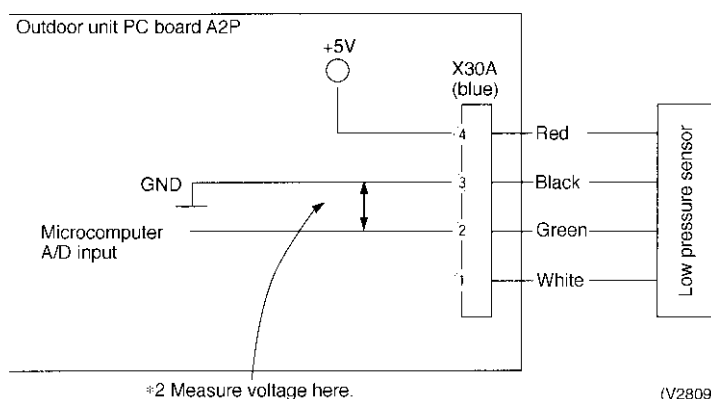 Outdoor unit PC board A2P
+5V
X30A
(blue)
4
Red
GND
3
Black
Microcomputer
A/D input
2
Green
1
White
Low pressure sensor
*2 Measure voltage here.
(V2809